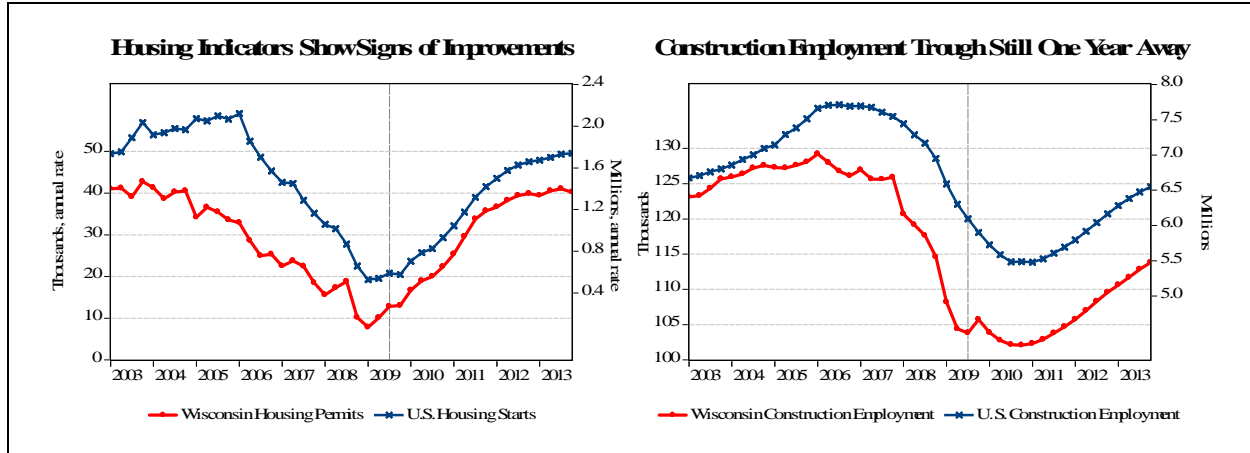 Housing Indicators Show Signs of Improvements
2.4
2.0
1.6
1.2
0.8
0.4
Millions, annual rate
50
40
30
20
10
0
Thousands, annual rate
2003 2004 2005 2006 2007 2008 2009 2010 2011 2012 2013
Wisconsin Housing Permits U.S. Housing Starts
Construction Employment Trough Still One Year Away
8.0
7.0
6.5
6.0
5.5
5.0
Millions
130
125
120
115
110
105
100
Thousands
2003 2004 2005 2006 2007 2008 2009 2010 2011 2012 2013
Wisconsin Construction Employment U.S. Construction Employment